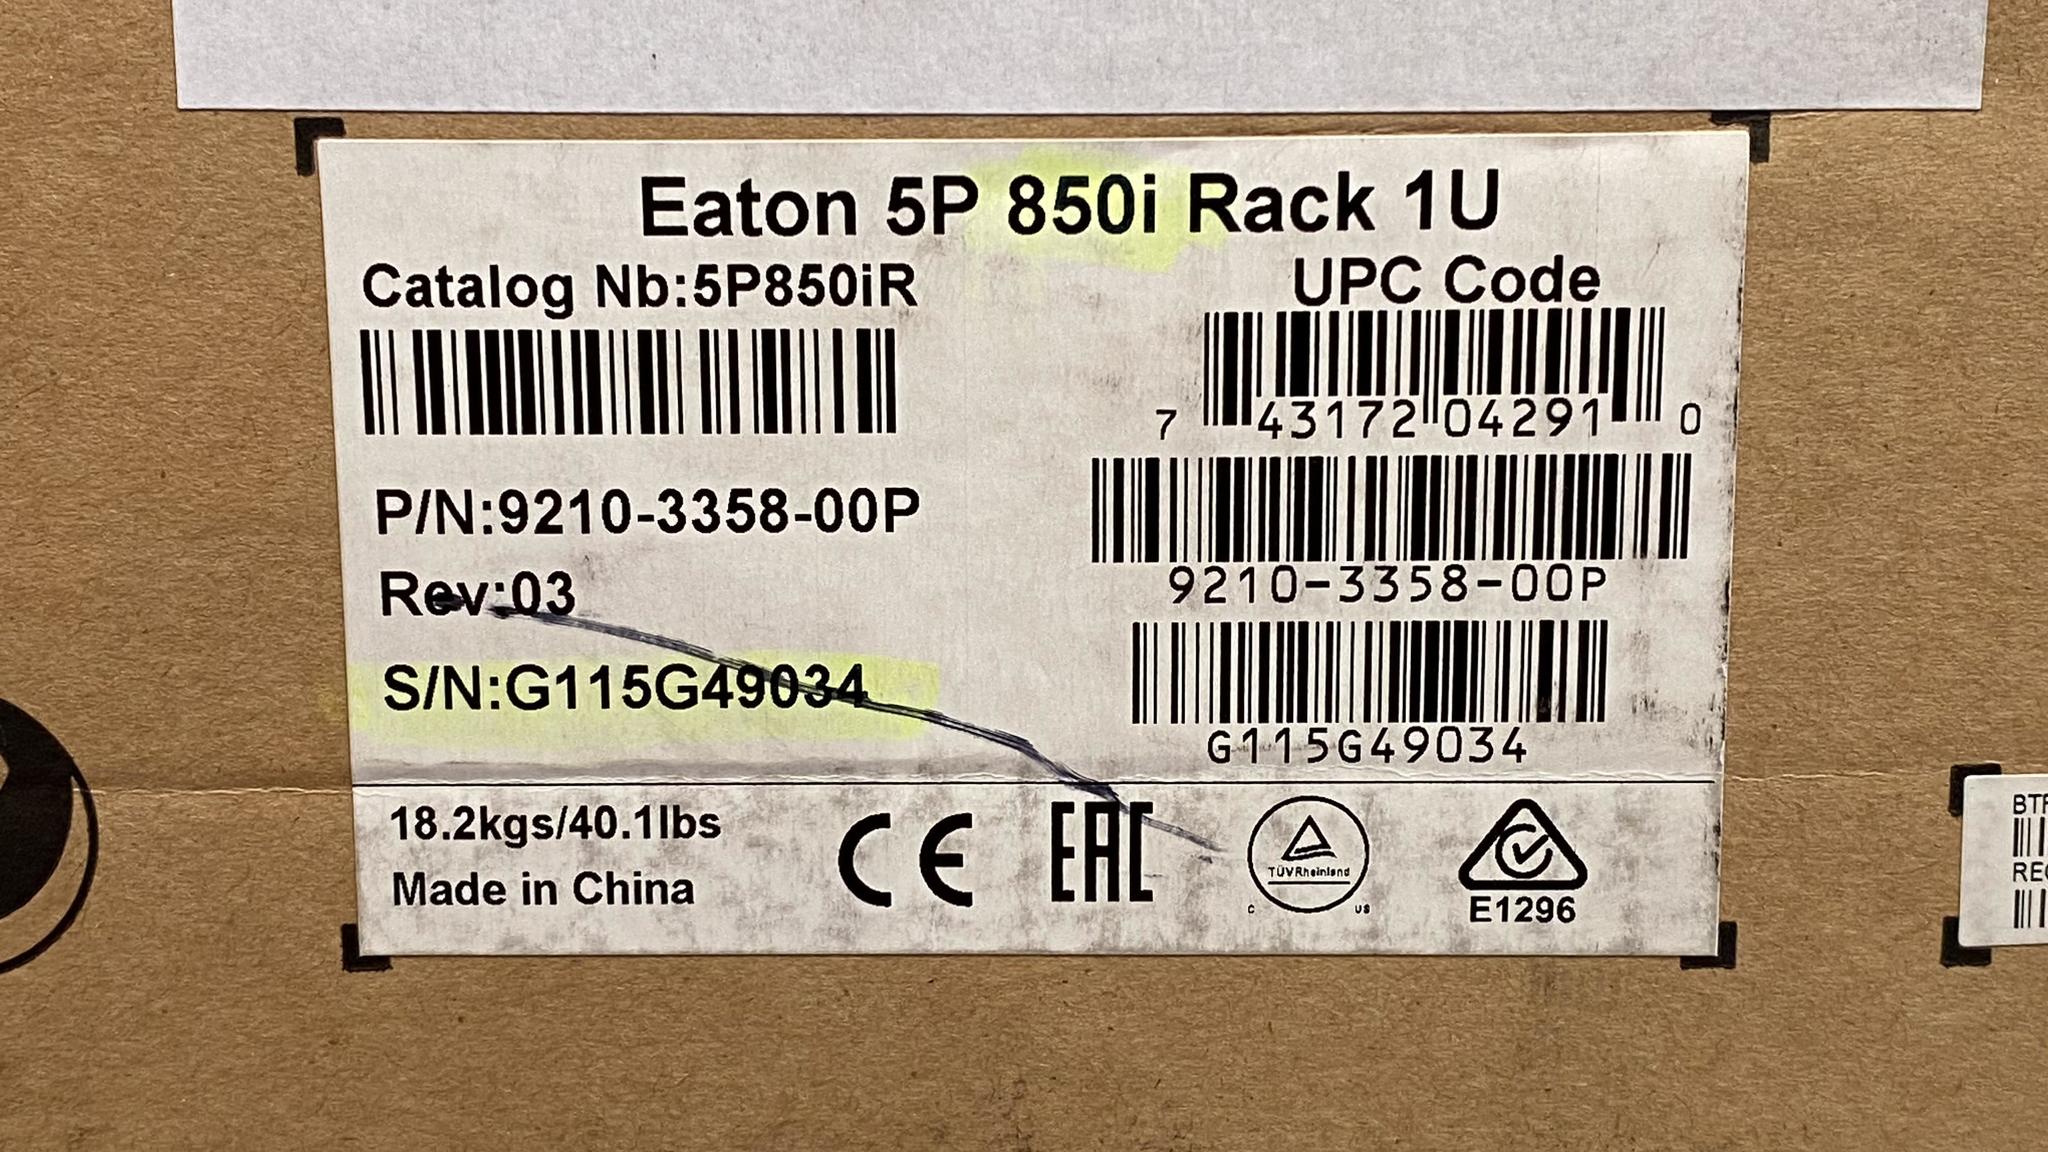 Eaton 5P 850i Rack 1U
Catalog Nb:5P850iR
UPC Code
7 43172 04291 0
P/N:9210-3358-00P
9210-3358-00P
Rev:03
S/N:G115G49034
G115G49034
18.2kgs/40.1lbs
Made in China
CE
EAC
TÜVRheinland
C US
E1296